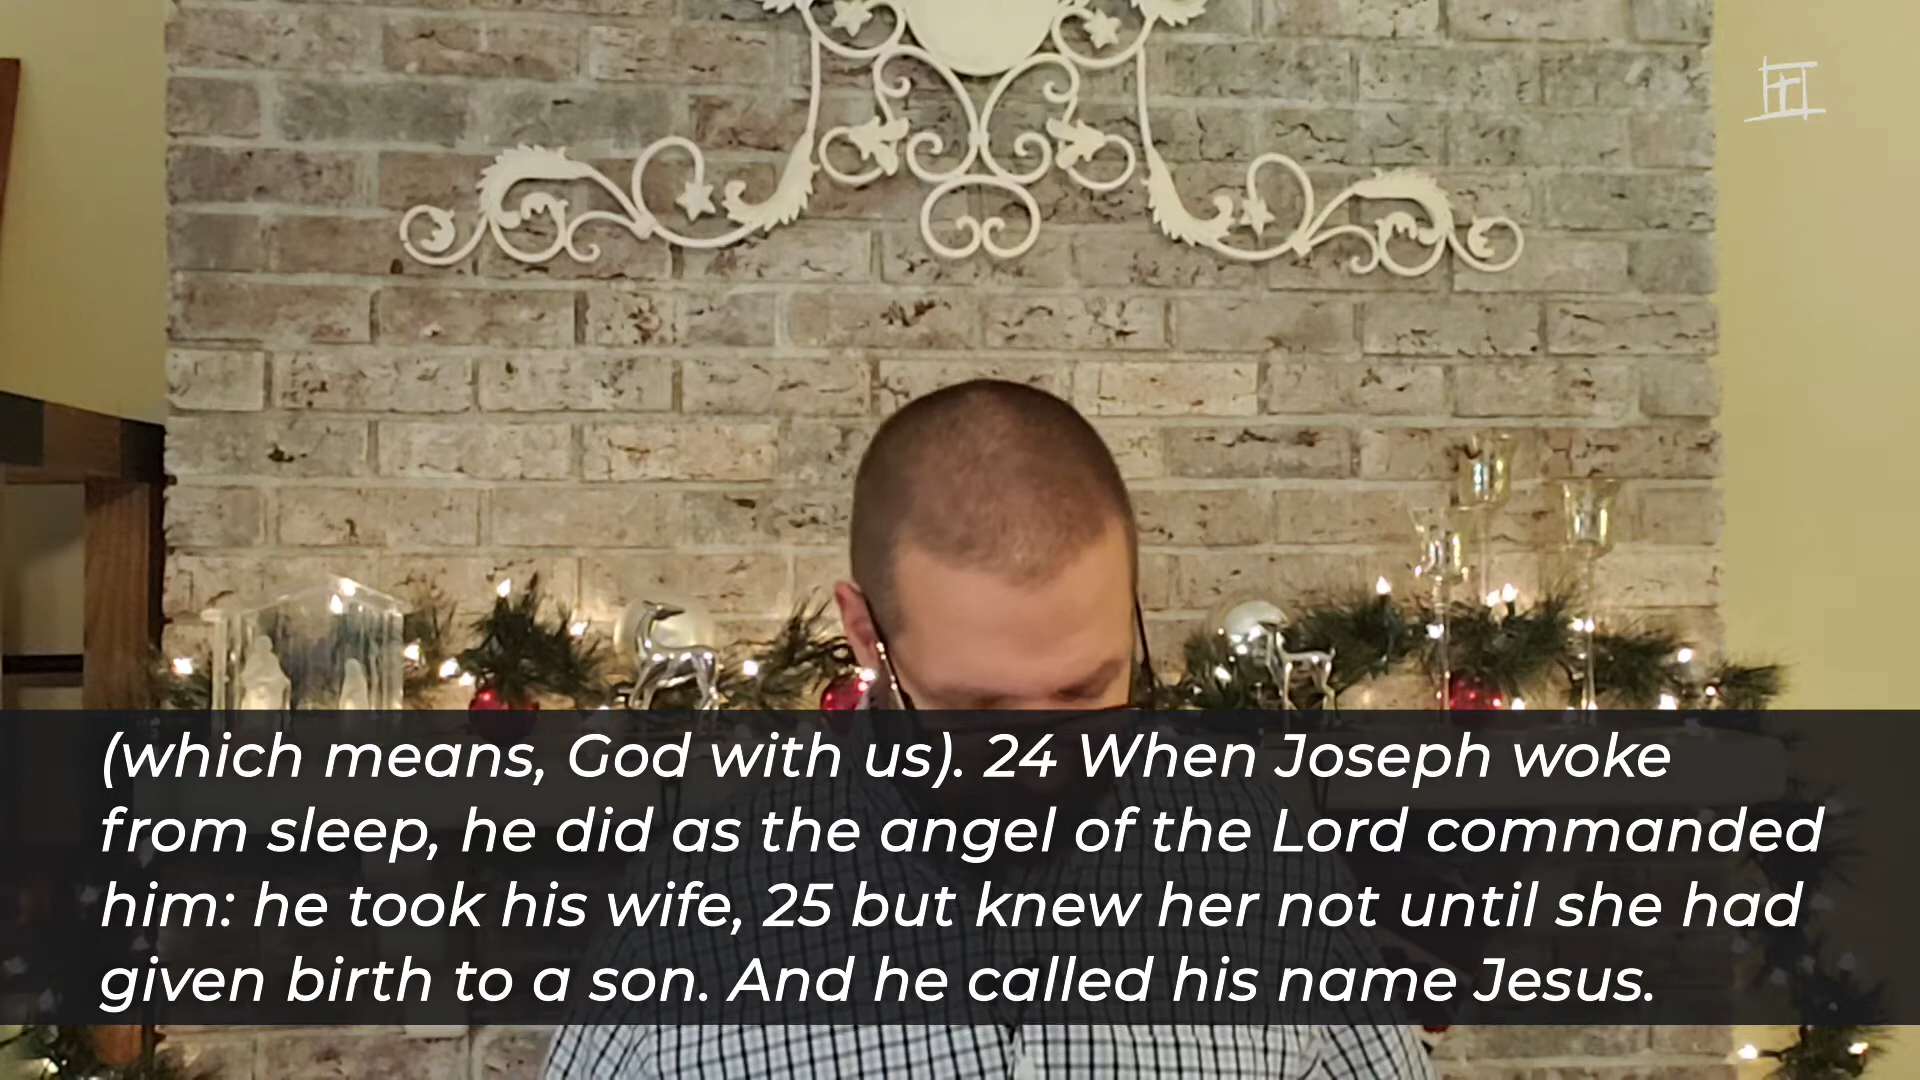 (which means, God with us). 24 When Joseph woke
from sleep, he did as the angel of the Lord commanded
him: he took his wife, 25 but knew her not until she had
given birth to a son. And he called his name Jesus.